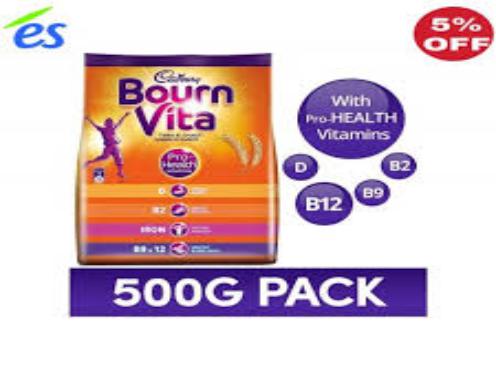 es
5%
OFF
Cadbury
Bourn
Vita
Pro-
Health
D
B2
IRON
B9 B12
With
Pro-HEALTH
Vitamins
D
B2
B9
B12
500G PACK